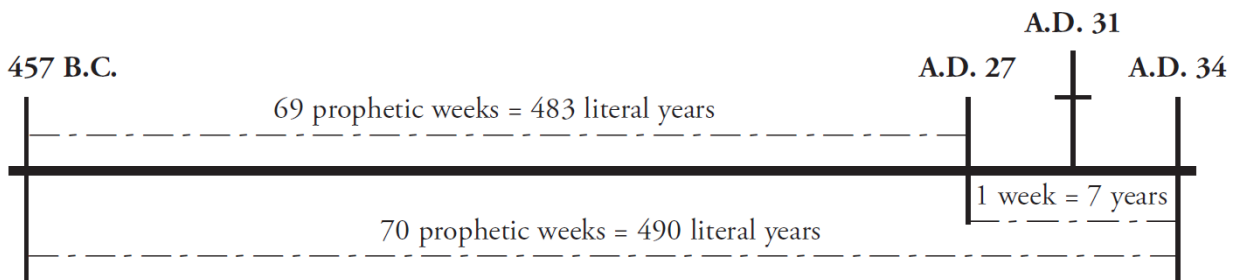 A.D. 31
457 B.C.
A.D. 27
A.D. 34
69 prophetic weeks = 483 literal years
1 week = 7 years
70 prophetic weeks = 490 literal years